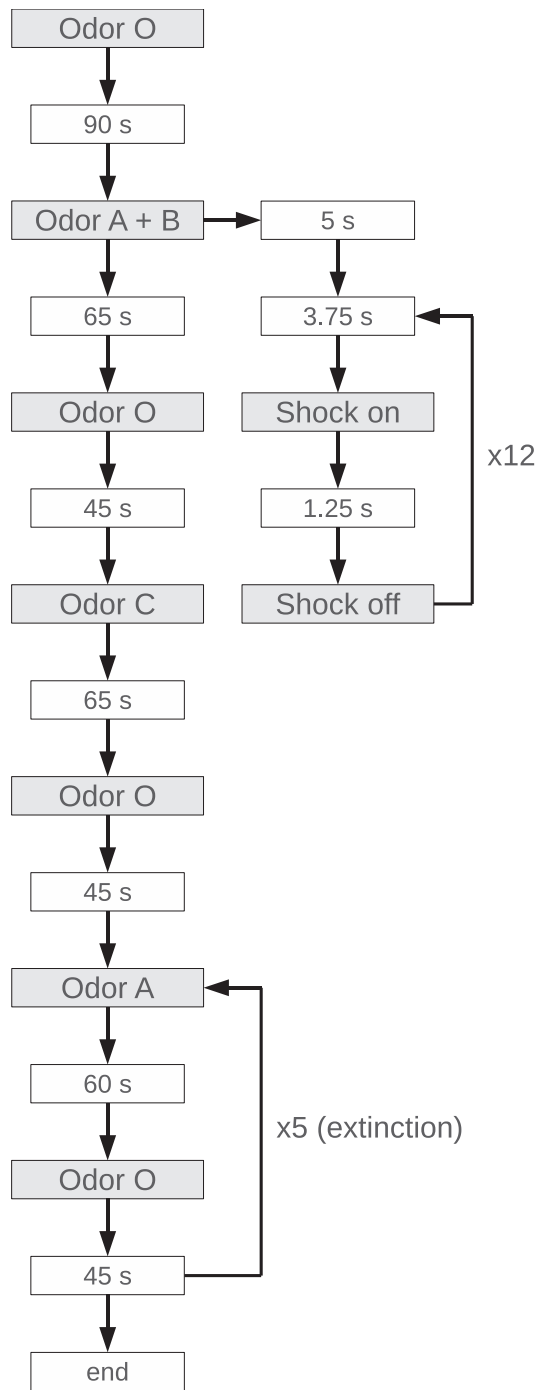 Odor O
90 s
Odor A + B
5 s
65 s
3.75 s
Odor O
Shock on
x12
45 s
1.25 s
Odor C
Shock off
65 s
Odor O
45 s
Odor A
60 s
x5 (extinction)
Odor O
45 s
end